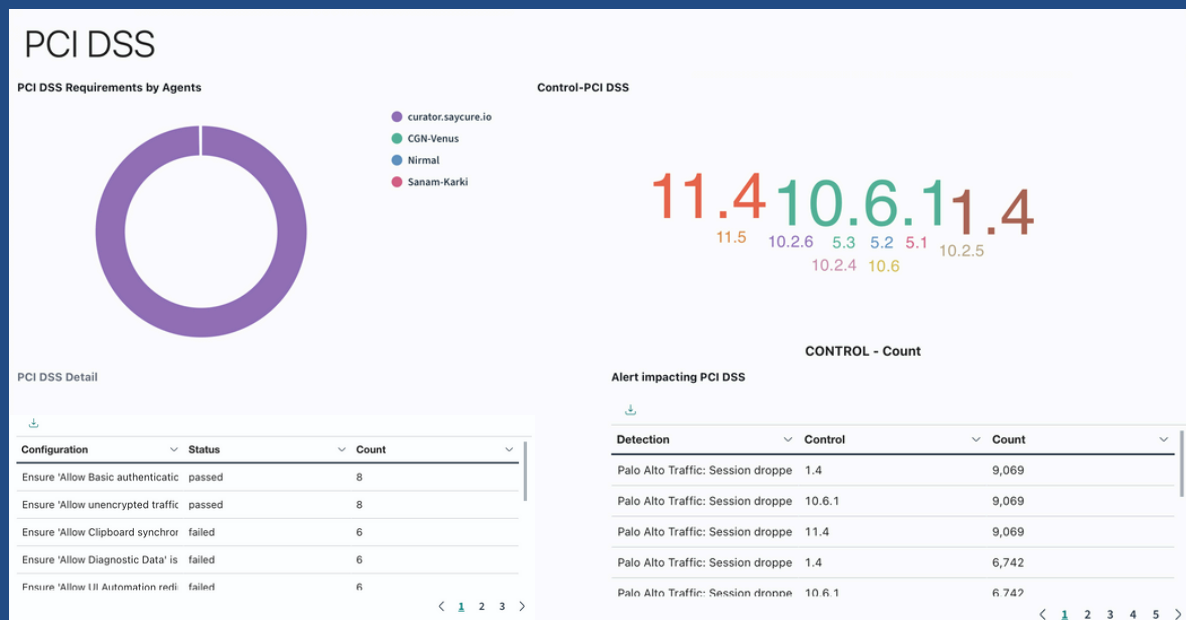 PCI DSS
PCI DSS Requirements by Agents
curator.saycure.io
CGN-Venus
Nirmal
Sanam-Karki
Control-PCI DSS
11.4 10.6.1 1.4
11.5 10.2.6 5.3 5.2 5.1 10.2.5
10.2.4 10.6
CONTROL - Count
PCI DSS Detail
Configuration Status Count
Ensure 'Allow Basic authenticatic passed 8
Ensure 'Allow unencrypted traffic passed 8
Ensure 'Allow Clipboard synchror failed 6
Ensure 'Allow Diagnostic Data' is failed 6
Ensure 'Allow UI Automation redi failed 6
1 2 3
Alert impacting PCI DSS
Detection Control Count
Palo Alto Traffic: Session droppe 1.4 9,069
Palo Alto Traffic: Session droppe 10.6.1 9,069
Palo Alto Traffic: Session droppe 11.4 9,069
Palo Alto Traffic: Session droppe 1.4 6,742
Palo Alto Traffic: Session droppe 10.6.1 6,742
1 2 3 4 5